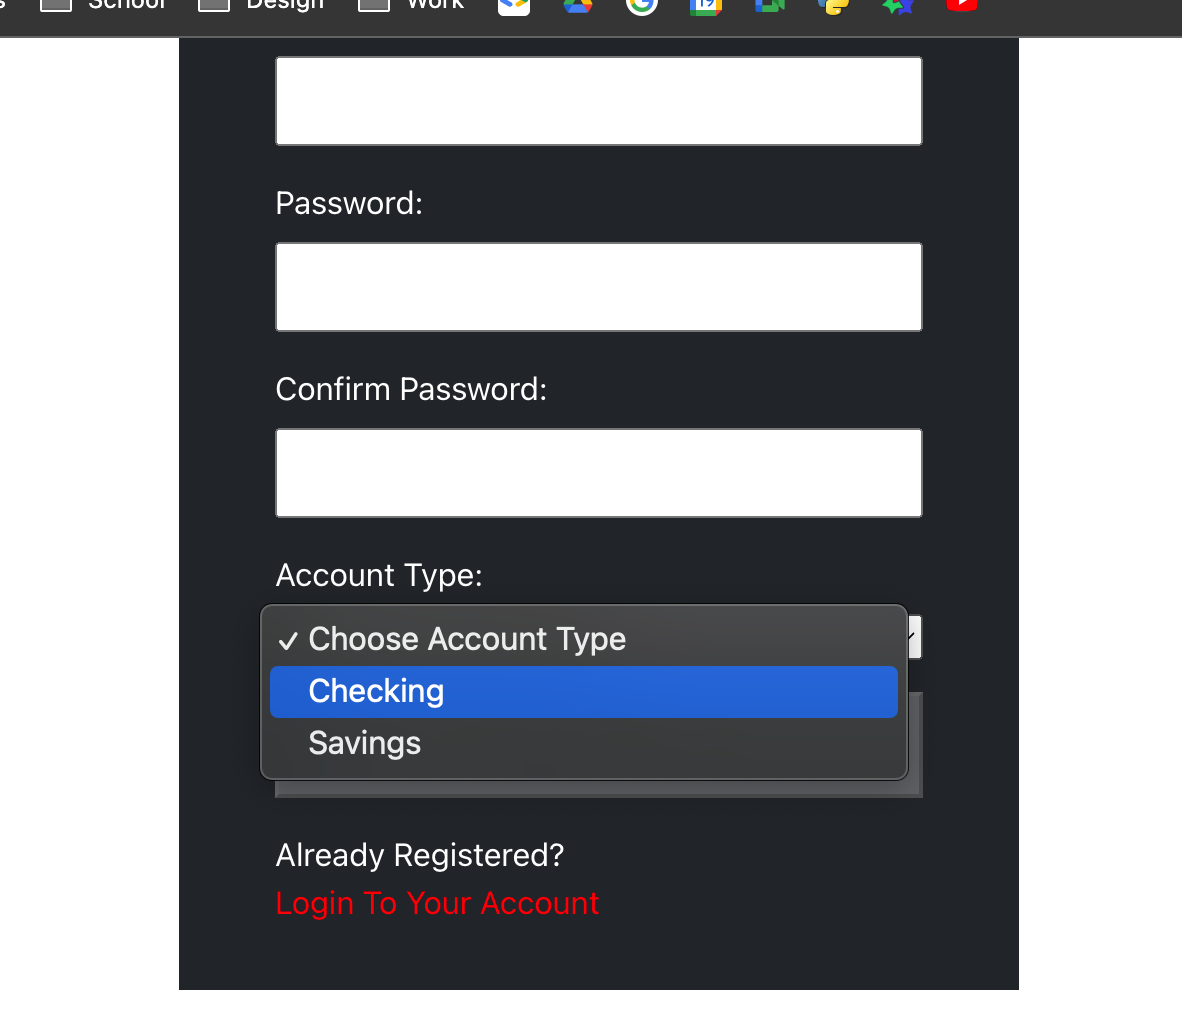 School Design Work 19
Password:
Confirm Password:
Account Type:
✓ Choose Account Type
Checking
Savings
Already Registered?
Login To Your Account